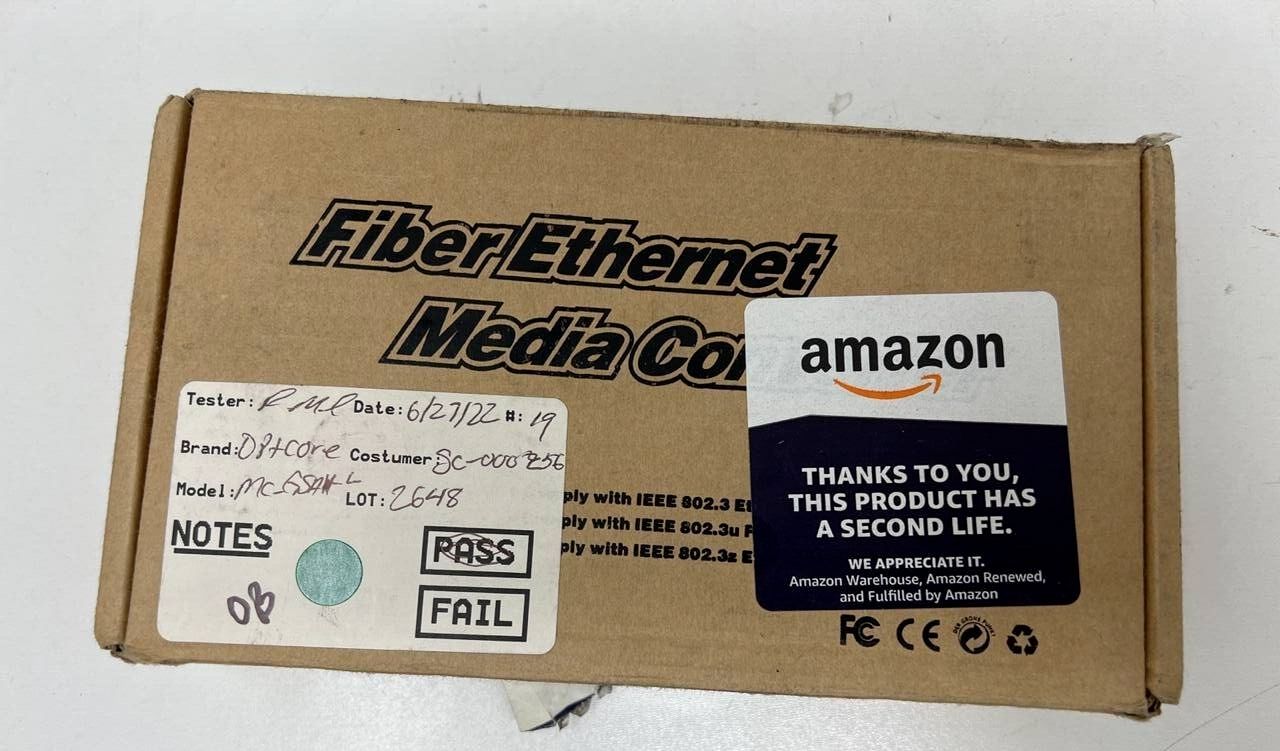 Fiber Ethernet
Media Con
amazon
THANKS TO YOU,
THIS PRODUCT HAS
A SECOND LIFE.
WE APPRECIATE IT.
Amazon Warehouse, Amazon Renewed,
and Fulfilled by Amazon
Tester: Date: 6/27/22 #: 19
Brand: Optcore Costumer:
Model: LOT: 2648
NOTES
OB
PASS
FAIL
ply with IEEE 802.3 Et
ply with IEEE 802.3u F
ply with IEEE 802.3z E
FC CE